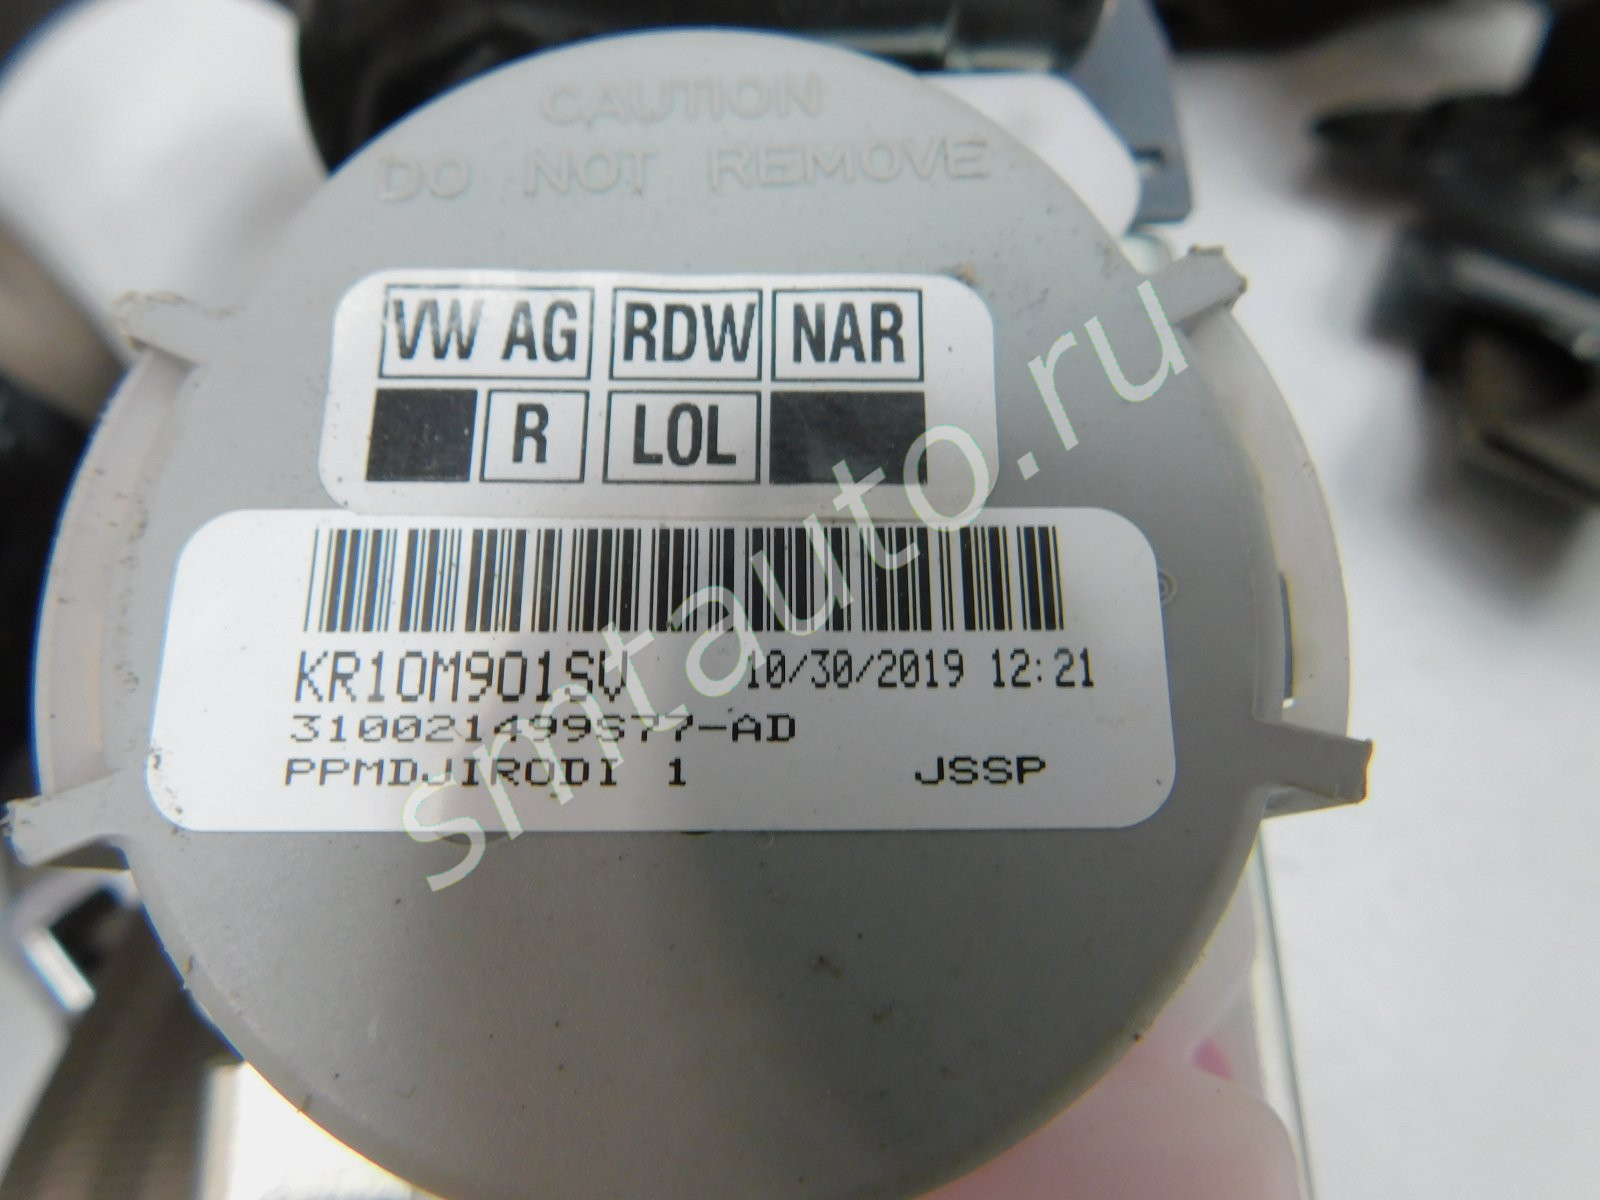 CAUTION
DO NOT REMOVE
VW AG RDW NAR
R LOL
KR10M901SV 10/30/2019 12:21
310021499S77-AD
PPMDJIRODI 1 JSSP
smtauto.ru